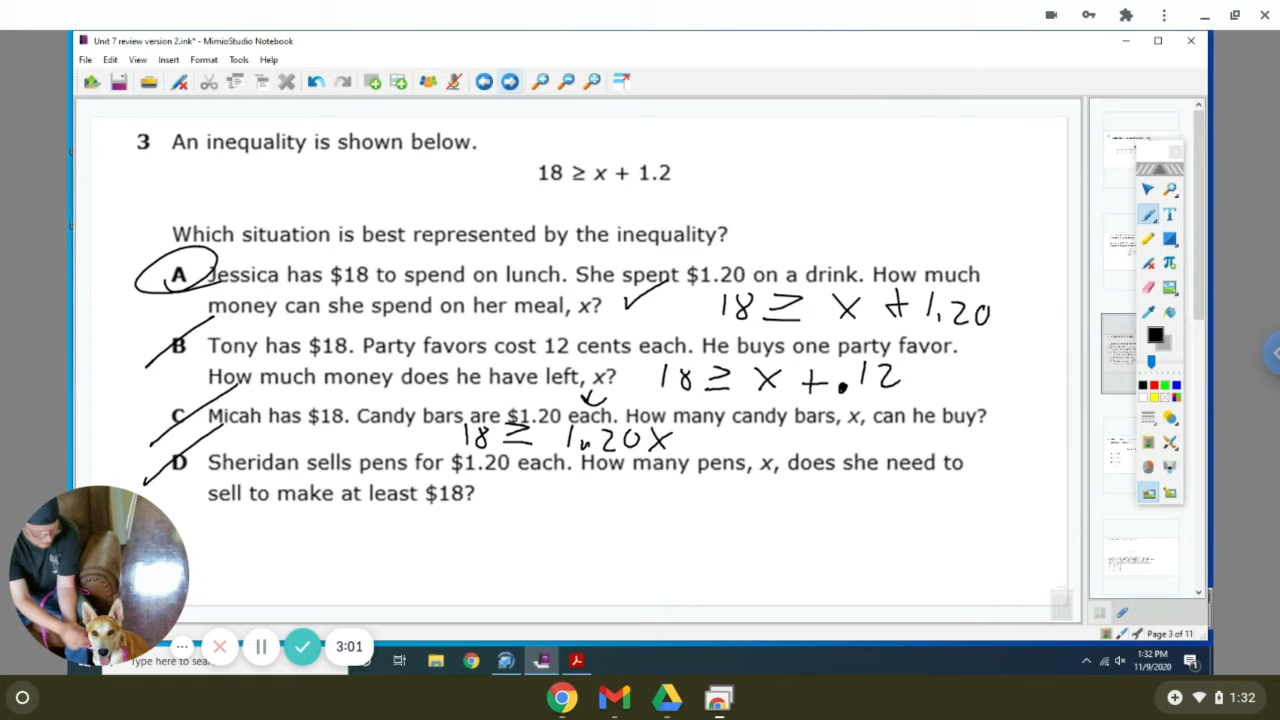 Unit 7 review version 2.ink* - MimioStudio Notebook
File Edit View Insert Format Tools Help
3 An inequality is shown below.
18 ≥ x + 1.2
Which situation is best represented by the inequality?
A Jessica has $18 to spend on lunch. She spent $1.20 on a drink. How much
money can she spend on her meal, x?
18 ≥ x + 1.20
B Tony has $18. Party favors cost 12 cents each. He buys one party favor.
How much money does he have left, x?
18 ≥ x + .12
C Micah has $18. Candy bars are $1.20 each. How many candy bars, x, can he buy?
18 ≥ 1.20x
D Sheridan sells pens for $1.20 each. How many pens, x, does she need to
sell to make at least $18?
3:01
Page 3 of 11
Type here to sea
1:32 PM
11/9/2020
1
1:32